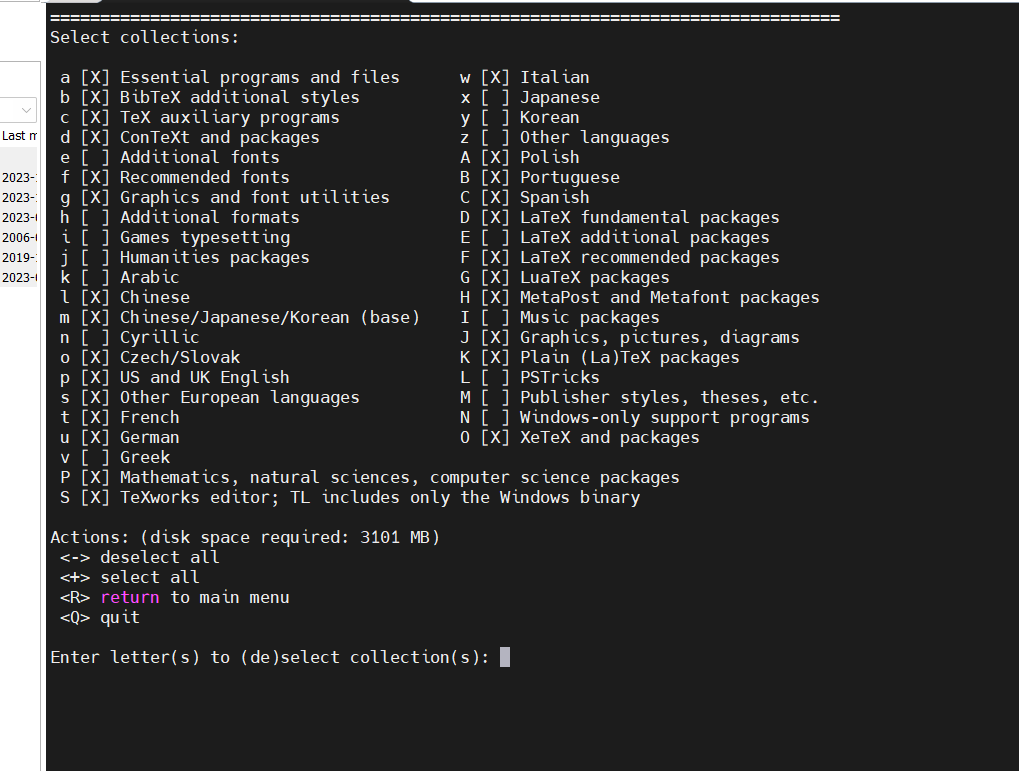 ===============================================================================
Select collections:
a [X] Essential programs and files w [X] Italian
b [X] BibTeX additional styles x [ ] Japanese
c [X] TeX auxiliary programs y [ ] Korean
d [X] ConTeXt and packages z [ ] Other languages
e [ ] Additional fonts A [X] Polish
f [X] Recommended fonts B [X] Portuguese
g [X] Graphics and font utilities C [X] Spanish
h [ ] Additional formats D [X] LaTeX fundamental packages
i [ ] Games typesetting E [ ] LaTeX additional packages
j [ ] Humanities packages F [X] LaTeX recommended packages
k [ ] Arabic G [X] LuaTeX packages
l [X] Chinese H [X] MetaPost and Metafont packages
m [X] Chinese/Japanese/Korean (base) I [ ] Music packages
n [ ] Cyrillic J [X] Graphics, pictures, diagrams
o [X] Czech/Slovak K [X] Plain (La)TeX packages
p [X] US and UK English L [ ] PSTricks
s [X] Other European languages M [ ] Publisher styles, theses, etc.
t [X] French N [ ] Windows-only support programs
u [X] German O [X] XeTeX and packages
v [ ] Greek
P [X] Mathematics, natural sciences, computer science packages
S [X] TeXworks editor; TL includes only the Windows binary
Actions: (disk space required: 3101 MB)
<-> deselect all
<+> select all
<R> return to main menu
<Q> quit
Enter letter(s) to (de)select collection(s):
Last
2023-
2023-
2023-
2006-
2019-
2023-